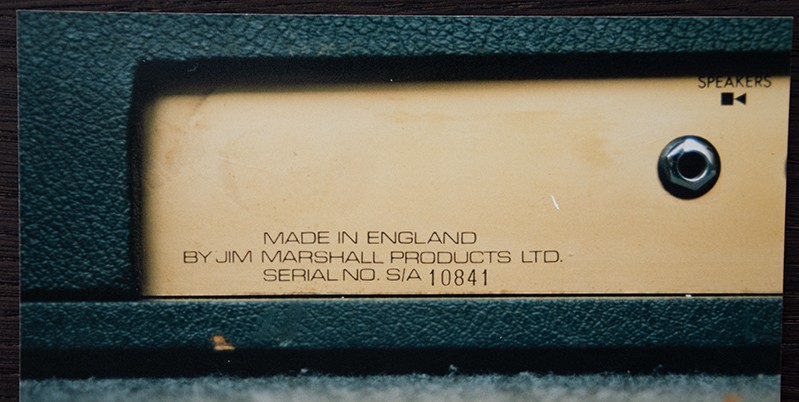 SPEAKERS
MADE IN ENGLAND
BY JIM MARSHALL PRODUCTS LTD.
SERIAL NO. S/A 10841